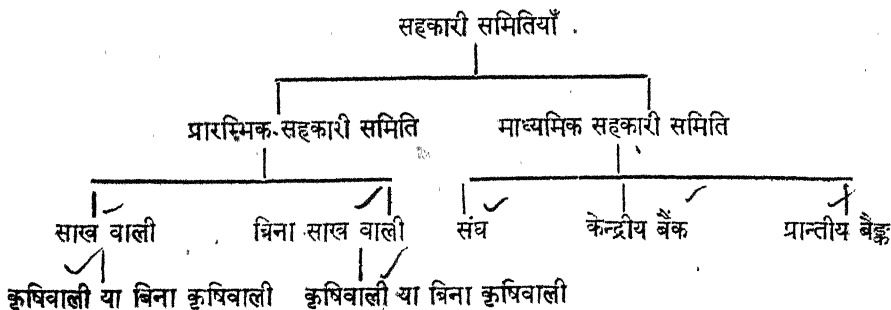 सहकारी समितियाँ .
प्रारम्भिक सहकारी समिति माध्यमिक सहकारी समिति
साख वाली बिना साख वाली संघ केन्द्रीय बैंक प्रान्तीय बैङ्क
कृषिवाली या बिना कृषिवाली कृषिवाली या बिना कृषिवाली